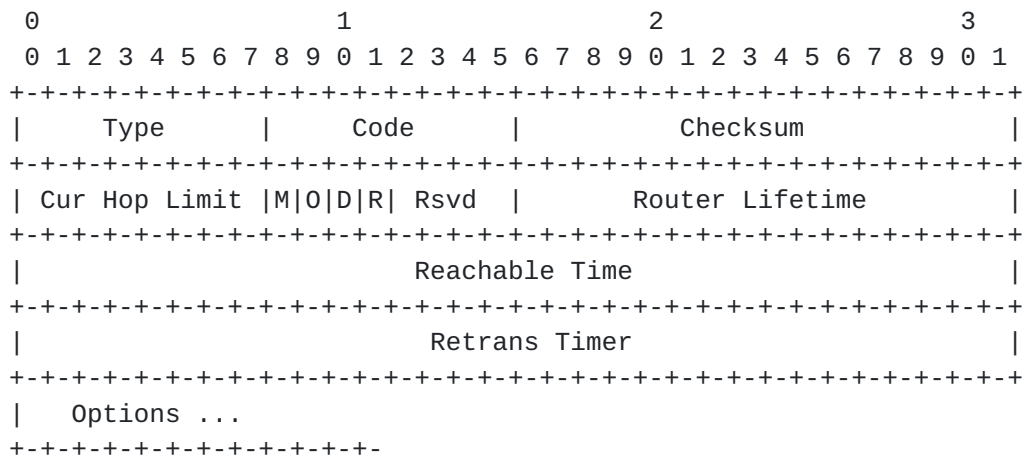 0                   1                   2                   3
 0 1 2 3 4 5 6 7 8 9 0 1 2 3 4 5 6 7 8 9 0 1 2 3 4 5 6 7 8 9 0 1
+-+-+-+-+-+-+-+-+-+-+-+-+-+-+-+-+-+-+-+-+-+-+-+-+-+-+-+-+-+-+-+-+
|     Type      |     Code      |          Checksum             |
+-+-+-+-+-+-+-+-+-+-+-+-+-+-+-+-+-+-+-+-+-+-+-+-+-+-+-+-+-+-+-+-+
| Cur Hop Limit |M|O|D|R| Rsvd  |       Router Lifetime         |
+-+-+-+-+-+-+-+-+-+-+-+-+-+-+-+-+-+-+-+-+-+-+-+-+-+-+-+-+-+-+-+-+
|                         Reachable Time                        |
+-+-+-+-+-+-+-+-+-+-+-+-+-+-+-+-+-+-+-+-+-+-+-+-+-+-+-+-+-+-+-+-+
|                          Retrans Timer                        |
+-+-+-+-+-+-+-+-+-+-+-+-+-+-+-+-+-+-+-+-+-+-+-+-+-+-+-+-+-+-+-+-+
|   Options ...
+-+-+-+-+-+-+-+-+-+-+-+-